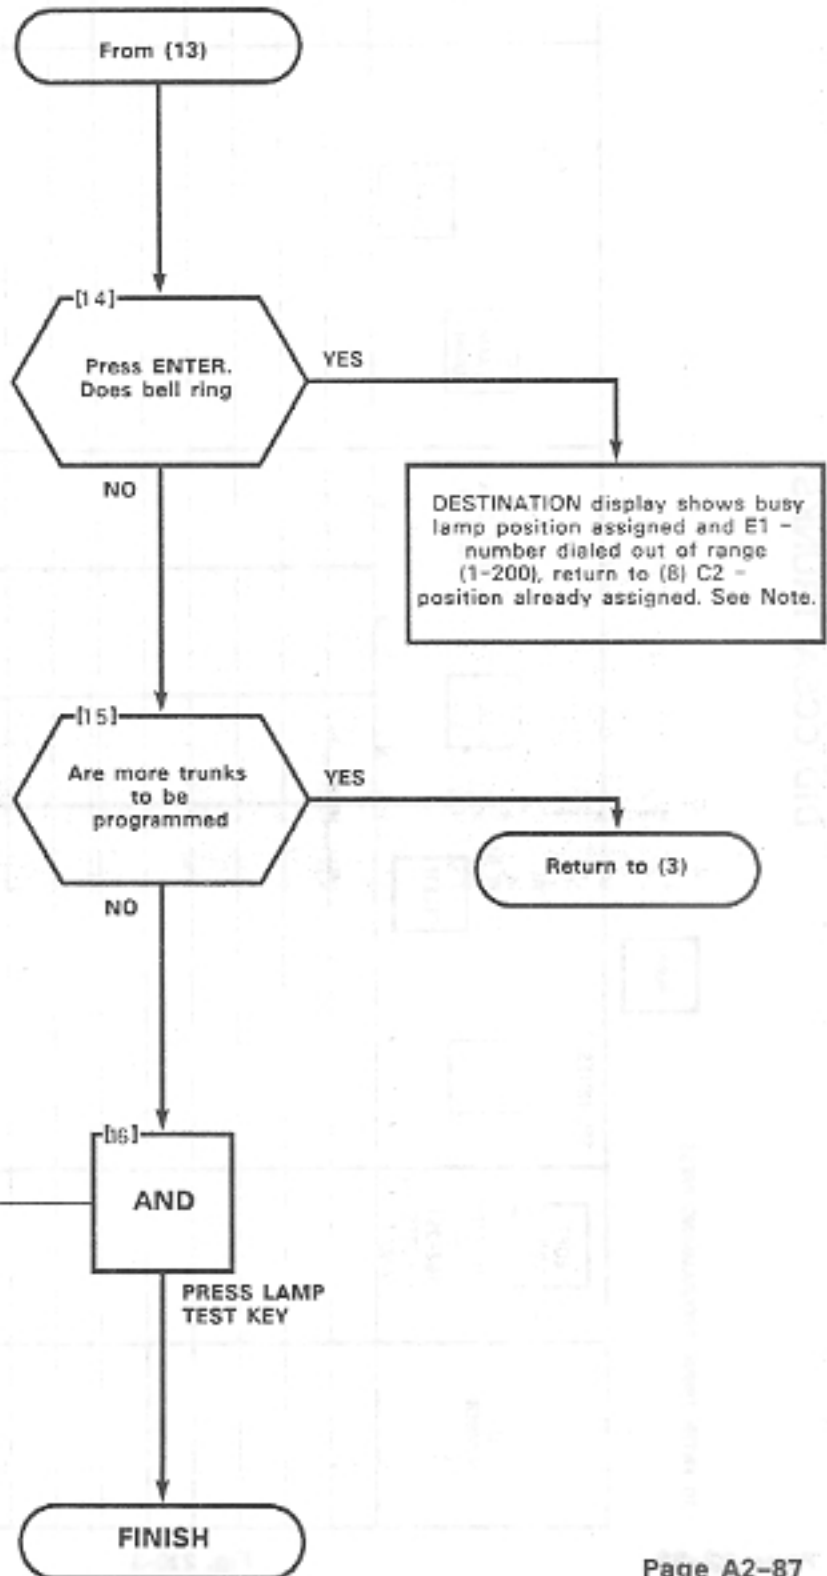 From (13)
[14]
Press ENTER.
Does bell ring
YES
NO
DESTINATION display shows busy
lamp position assigned and E1 –
number dialed out of range
(1–200), return to (8) C2 –
position already assigned. See Note.
[15]
Are more trunks
to be
programmed
YES
NO
Return to (3)
[16]
AND
PRESS LAMP
TEST KEY
FINISH
Page A2–87